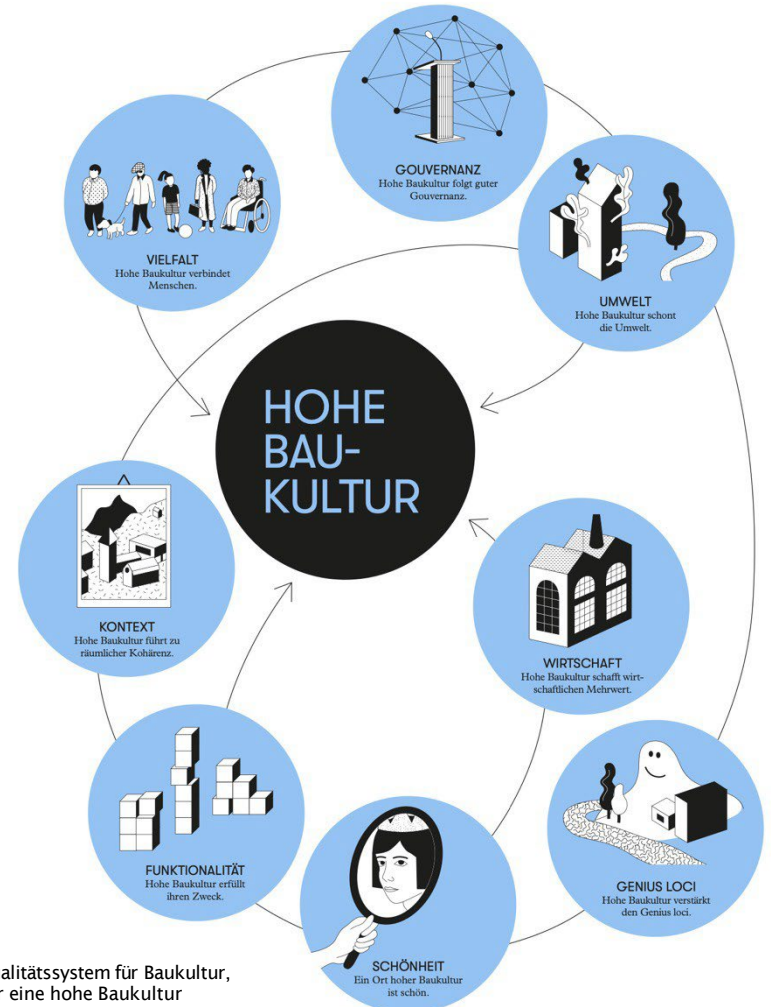 GOUVERNANZ
Hohe Baukultur folgt guter
Gouvernanz.
VIELFALT
Hohe Baukultur verbindet
Menschen.
UMWELT
Hohe Baukultur schont
die Umwelt.
HOHE
BAU-
KULTUR
KONTEXT
Hohe Baukultur führt zu
räumlicher Kohärenz.
WIRTSCHAFT
Hohe Baukultur schafft wirt-
schaftlichen Mehrwert.
FUNKTIONALITÄT
Hohe Baukultur erfüllt
ihren Zweck.
GENIUS LOCI
Hohe Baukultur verstärkt
den Genius loci.
SCHÖNHEIT
Ein Ort hoher Baukultur
ist schön.
für Baukultur,
eine hohe Baukultur